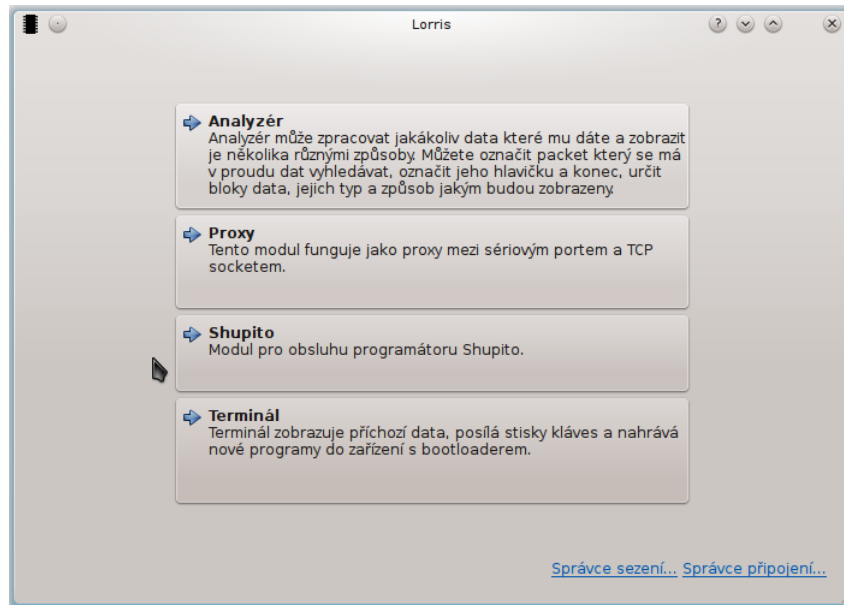 Lorris
Analyzér
Analyzér může zpracovat jakákoliv data které mu dáte a zobrazit
je několika různými způsoby. Můžete označit packet který se má
v proudu dat vyhledávat, označit jeho hlavičku a konec, určit
bloky data, jejich typ a způsob jakým budou zobrazeny.
Proxy
Tento modul funguje jako proxy mezi sériovým portem a TCP
socketem.
Shupito
Modul pro obsluhu programátoru Shupito.
Terminál
Terminál zobrazuje příchozí data, posílá stisky kláves a nahrává
nové programy do zařízení s bootloaderem.
Správce sezení... Správce připojení...